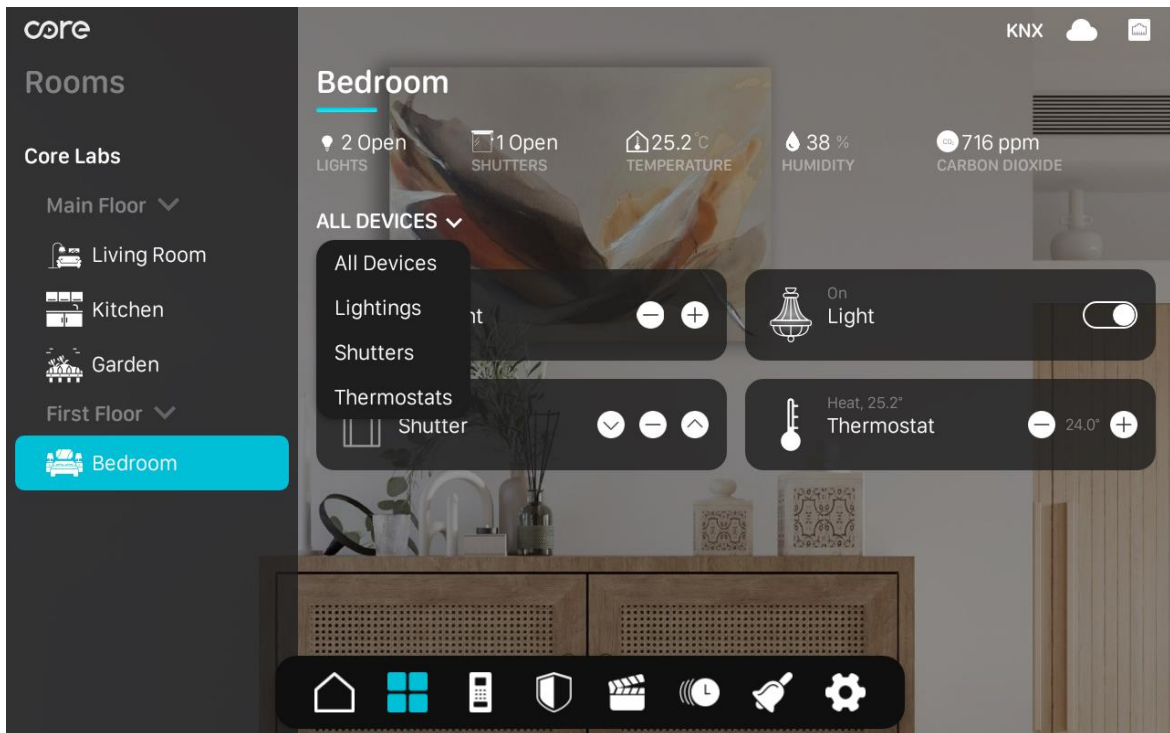 core
KNX
Rooms
Bedroom
2 Open
LIGHTS
1 Open
SHUTTERS
25.2 °C
TEMPERATURE
38 %
HUMIDITY
716 ppm
CARBON DIOXIDE
Core Labs
Main Floor
Living Room
Kitchen
Garden
First Floor
Bedroom
ALL DEVICES
All Devices
Lightings
Shutters
Thermostats
ht
On
Light
Shutter
Heat, 25.2°
Thermostat
24.0°